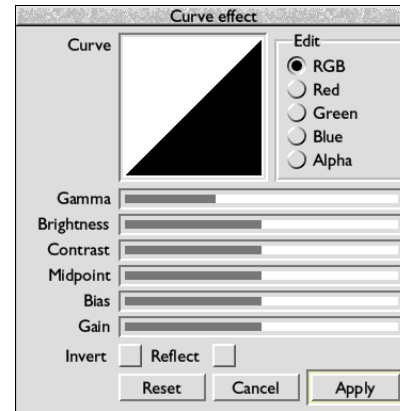 Curve effect
Curve
Edit
RGB
Red
Green
Blue
Alpha
Gamma
Brightness
Contrast
Midpoint
Bias
Gain
Invert Reflect
Reset Cancel Apply